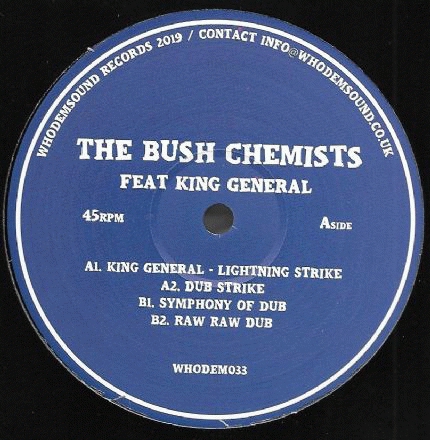 WHODEMSOUND RECORDS 2019 / CONTACT INFO@WHODEMSOUND.CO.UK
THE BUSH CHEMISTS
FEAT KING GENERAL
45RPM
ASIDE
A1. KING GENERAL - LIGHTNING STRIKE
A2. DUB STRIKE
B1. SYMPHONY OF DUB
B2. RAW RAW DUB
WHODEM033